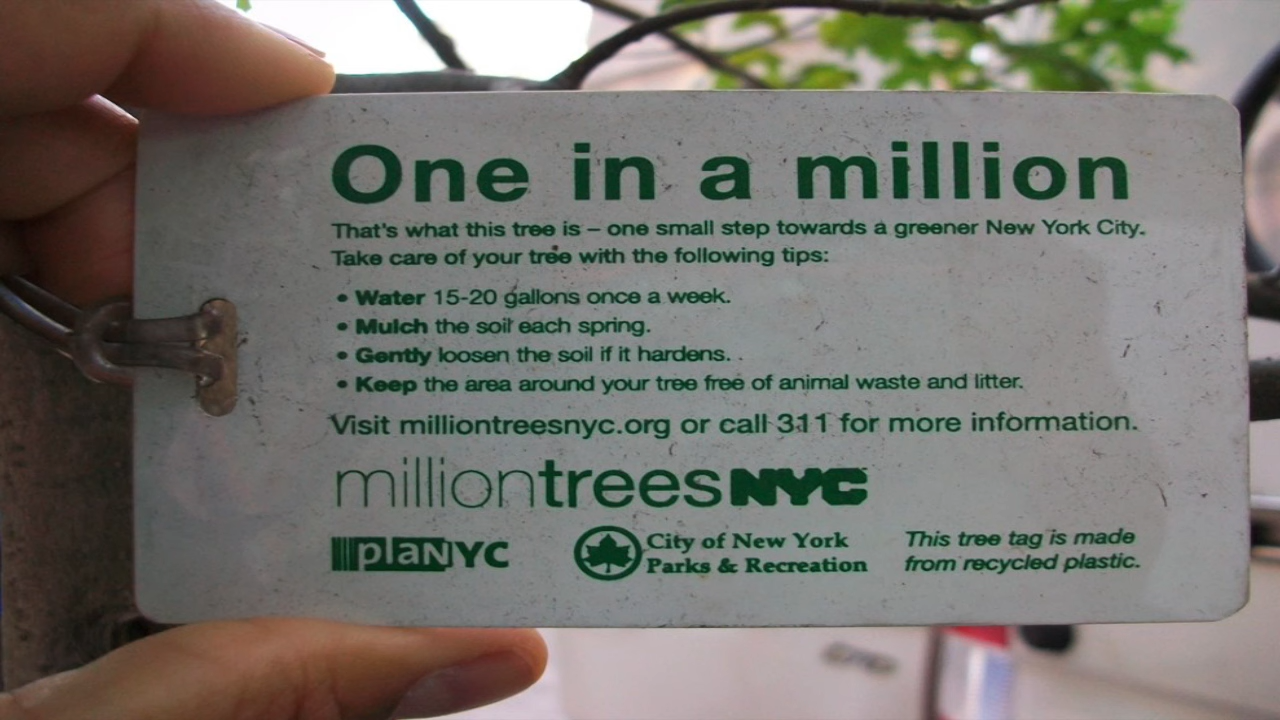 One in a million
That's what this tree is – one small step towards a greener New York City.
Take care of your tree with the following tips:
• Water 15-20 gallons once a week.
• Mulch the soil each spring.
• Gently loosen the soil if it hardens.
• Keep the area around your tree free of animal waste and litter.
Visit milliontreesnyc.org or call 311 for more information.
milliontreesNYC
plaNYC
City of New York
Parks & Recreation
This tree tag is made
from recycled plastic.